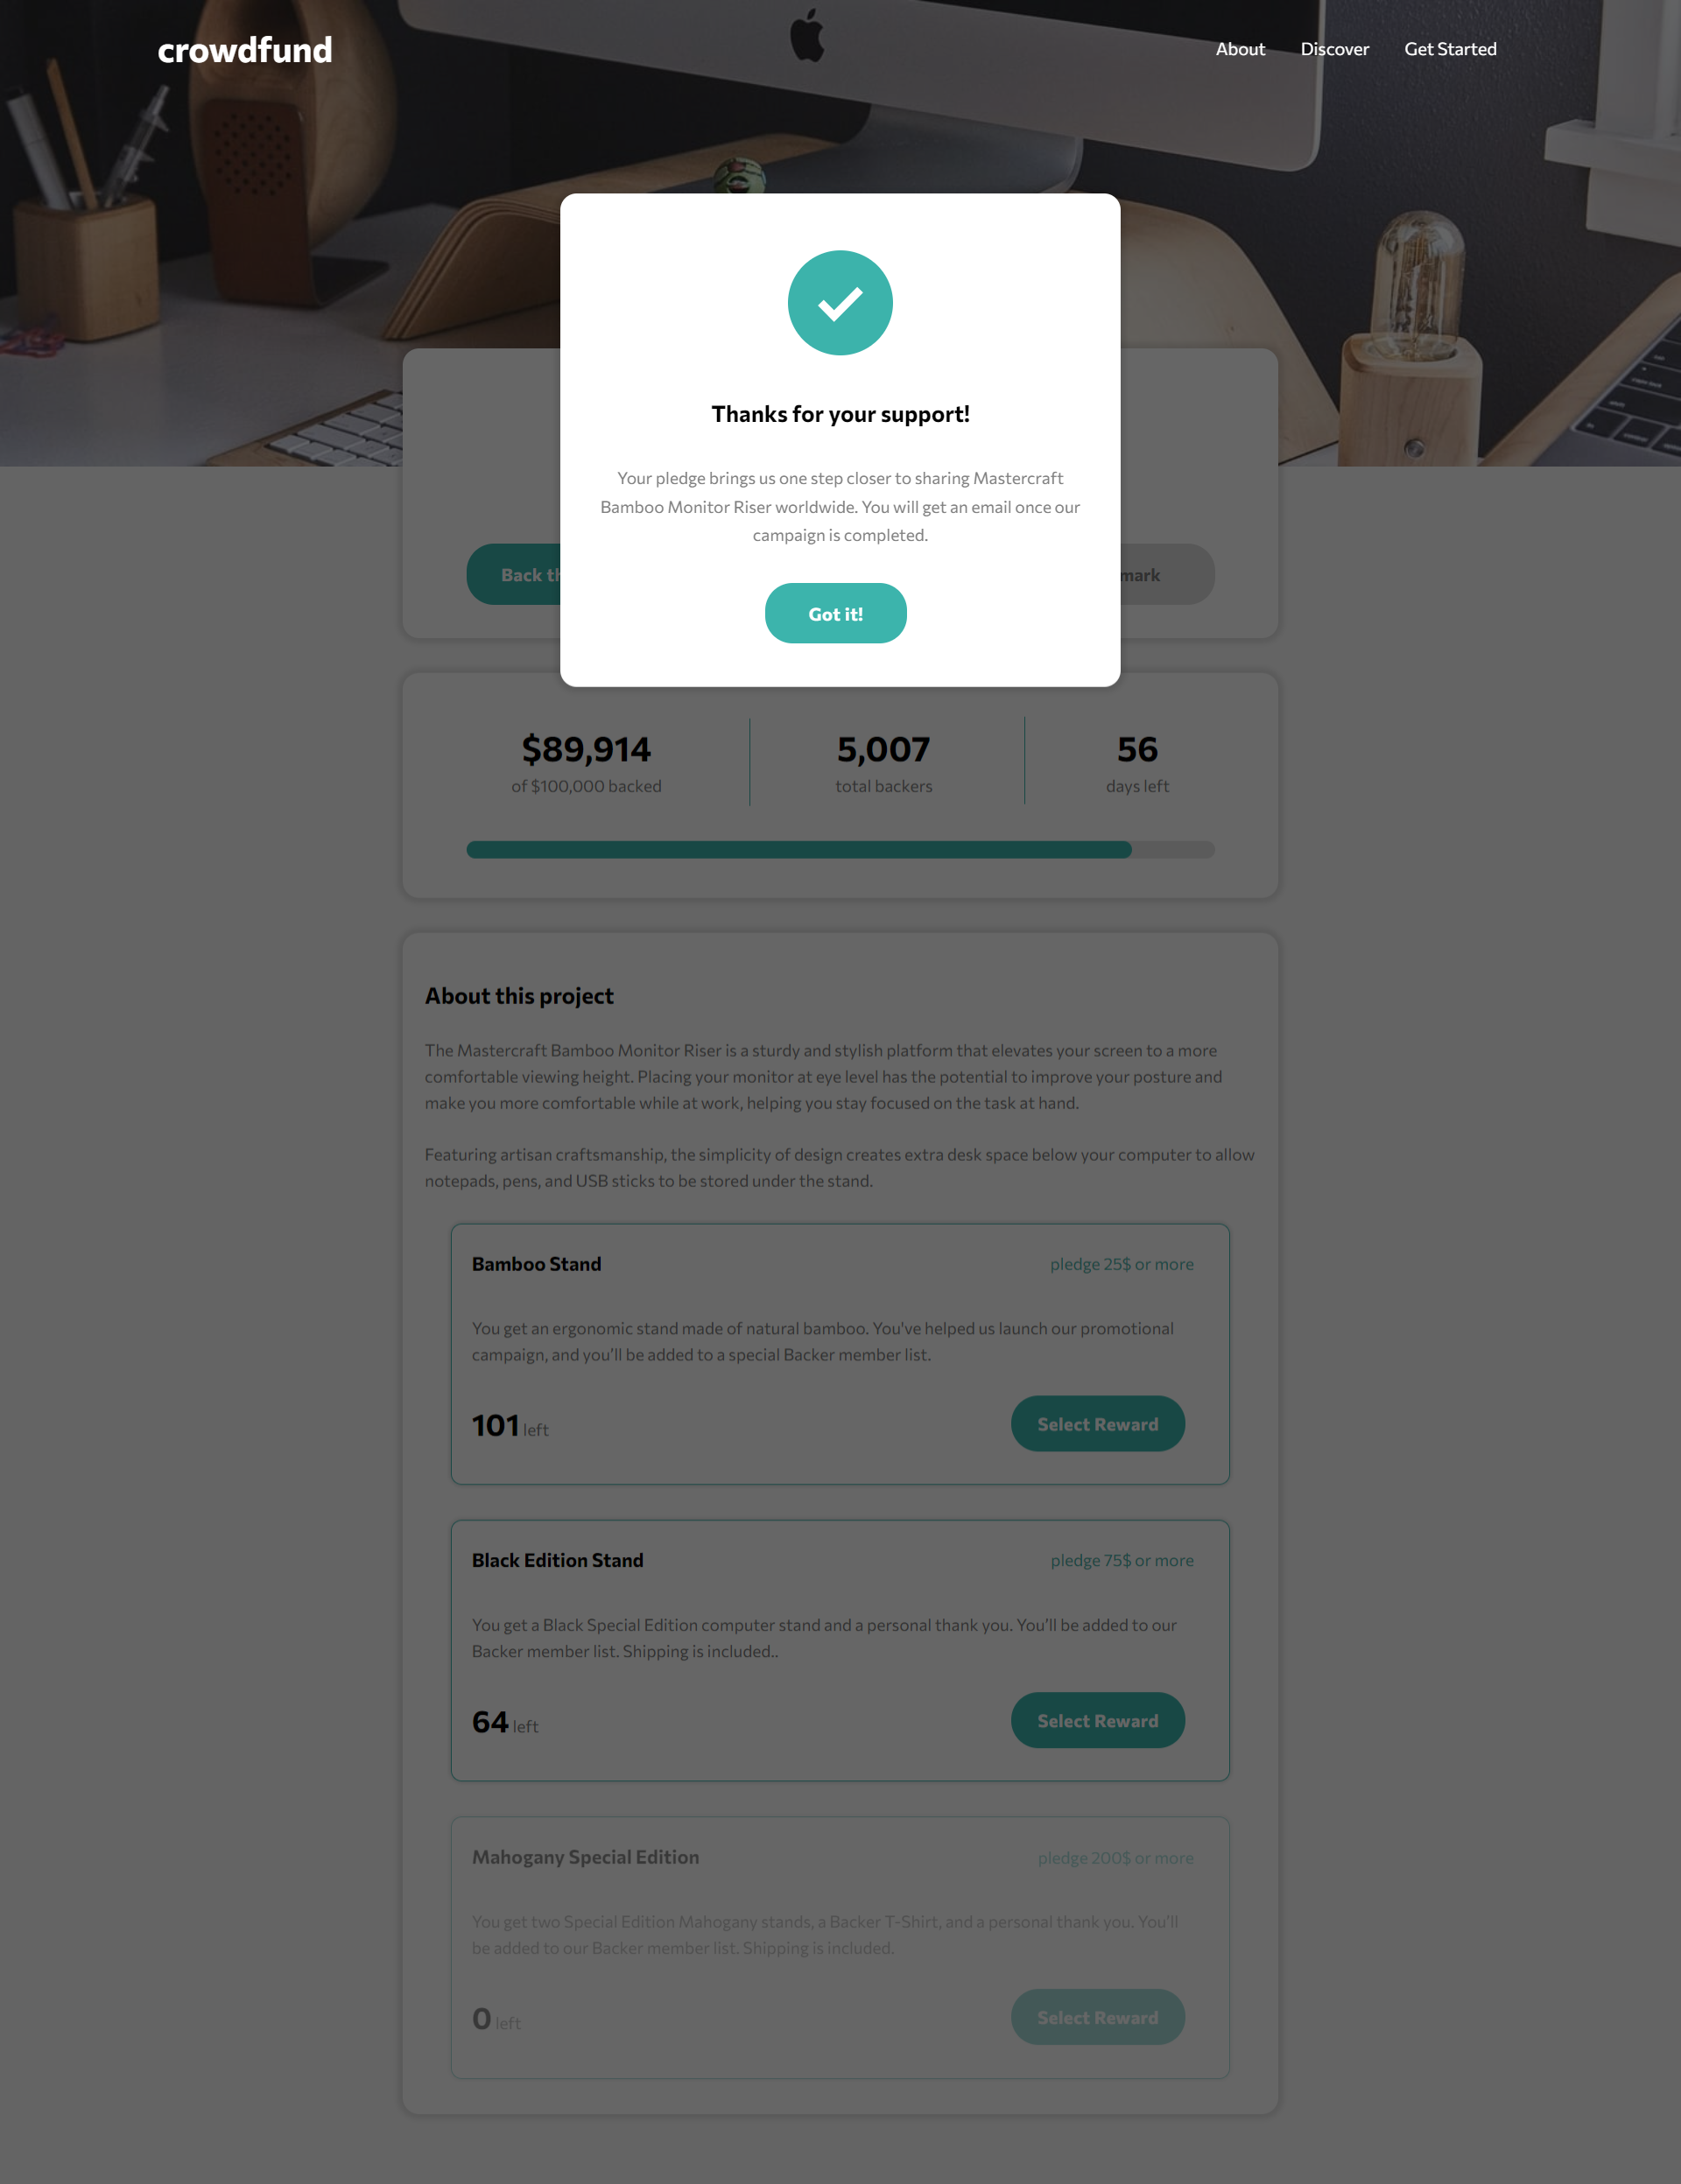 crowdfund
About Discover Get Started
Thanks for your support!
Your pledge brings us one step closer to sharing Mastercraft
Bamboo Monitor Riser worldwide. You will get an email once our
campaign is completed.
Back
Got it!
$89,914
of $100,000 backed
5,007
total backers
56
days left
About this project
The Mastercraft Bamboo Monitor Riser is a sturdy and stylish platform that elevates your screen to a more
comfortable viewing height. Placing your monitor at eye level has the potential to improve your posture and
make you more comfortable while at work, helping you stay focused on the task at hand.
Featuring artisan craftsmanship, the simplicity of design creates extra desk space below your computer to allow
notepads, pens, and USB sticks to be stored under the stand.
Bamboo Stand
pledge 25$ or more
You get an ergonomic stand made of natural bamboo. You've helped us launch our promotional
campaign, and you’ll be added to a special Backer member list.
101 left
Select Reward
Black Edition Stand
pledge 75$ or more
You get a Black Special Edition computer stand and a personal thank you. You’ll be added to our
Backer member list. Shipping is included..
64 left
Select Reward
Mahogany Special Edition
pledge 200$ or more
You get two Special Edition Mahogany stands, a Backer T-Shirt, and a personal thank you. You’ll
be added to our Backer member list. Shipping is included.
0 left
Select Reward